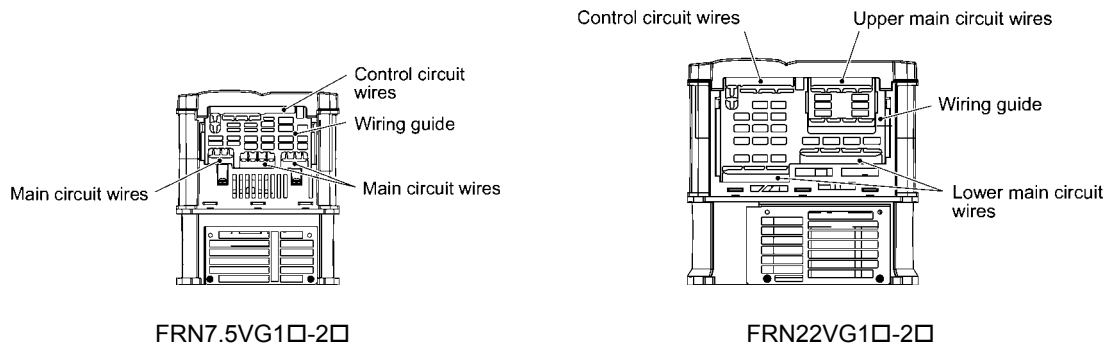 Control circuit
wires
Wiring guide
Main circuit wires
Main circuit wires
FRN7.5VG1□-2□
Control circuit wires
Upper main circuit wires
Wiring guide
Lower main circuit
wires
FRN22VG1□-2□